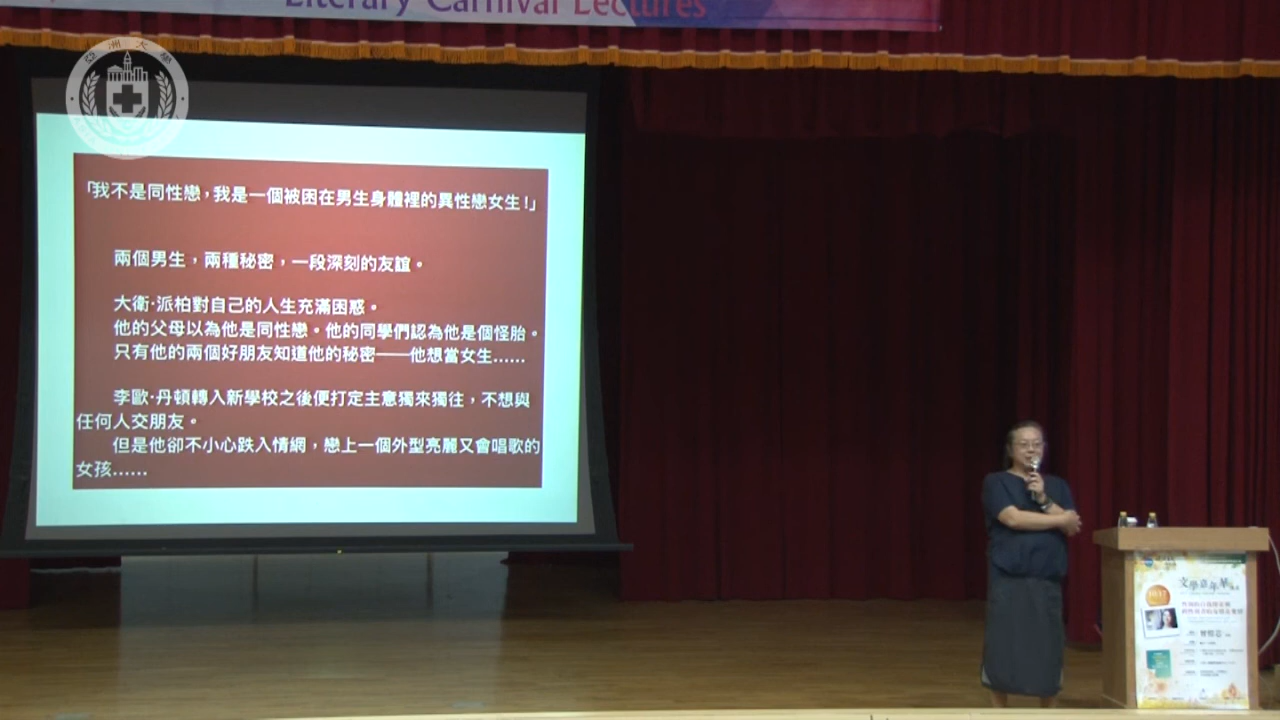 Literary Carnival Lectures
亞洲大學
「我不是同性戀，我是一個被困在男生身體裡的異性戀女生！」
兩個男生，兩種秘密，一段深刻的友誼。
大衛·派柏對自己的人生充滿困惑。
他的父母以為他是同性戀。他的同學們認為他是個怪胎。
只有他的兩個好朋友知道他的秘密——他想當女生……
李歐·丹頓轉入新學校之後便打定主意獨來獨往，不想與
任何人交朋友。
但是他卻不小心跌入情網，戀上一個外型亮麗又會唱歌的
女孩……
文學嘉年華